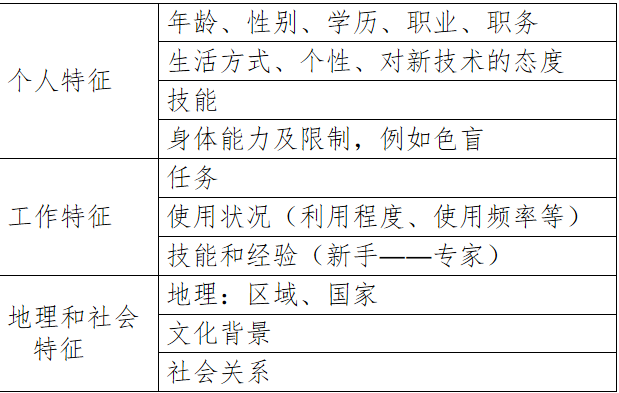 个人特征
年龄、性别、学历、职业、职务
生活方式、个性、对新技术的态度
技能
身体能力及限制，例如色盲
工作特征
任务
使用状况（利用程度、使用频率等）
技能和经验（新手——专家）
地理和社会
特征
地理：区域、国家
文化背景
社会关系